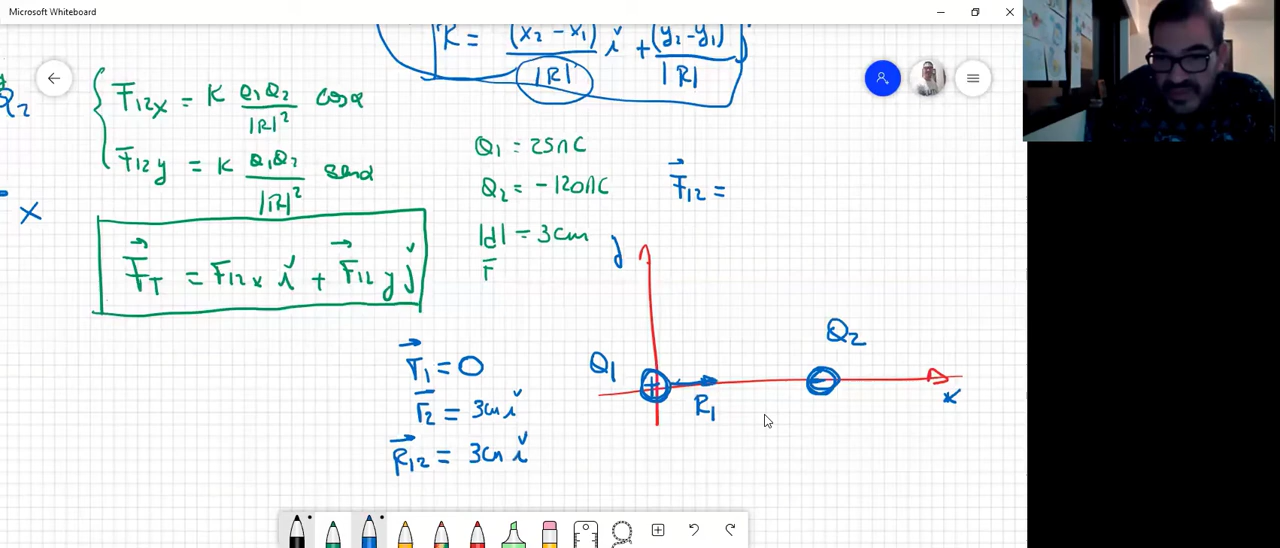 Microsoft Whiteboard
R = (x2 - x1)/|R| i + (y2 - y1)/|R| j
Q2
F12x = K Q1Q2/|R|² cosα
F12y = K Q1Q2/|R|² senα
x
FT = F12x i + F12y j
Q1 = 25nC
Q2 = -120nC
|d| = 3cm
F
F12 =
r1 = 0
r2 = 3cm i
R12 = 3cm i
y
Q1
+
R1
Q2
-
x